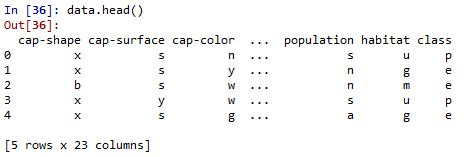 In [36]: data.head()
Out[36]:
  cap-shape cap-surface cap-color  ...  population habitat class
0         x           s         n  ...           s       u     p
1         x           s         y  ...           n       g     e
2         b           s         w  ...           n       m     e
3         x           y         w  ...           s       u     p
4         x           s         g  ...           a       g     e
[5 rows x 23 columns]